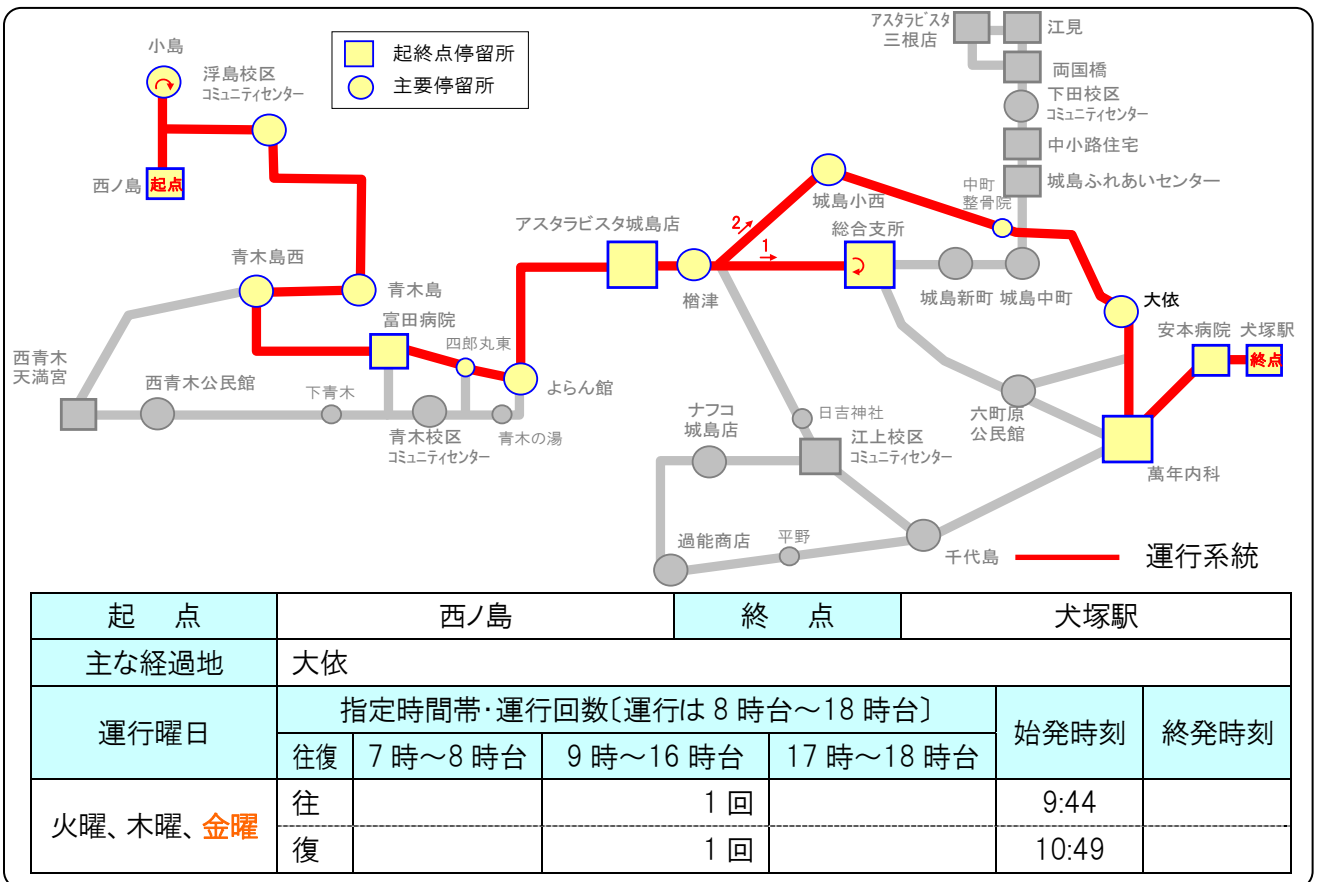 小島
浮島校区
コミュニティセンター
起終点停留所
主要停留所
アスタラビスタ
三根店
江見
両国橋
下田校区
コミュニティセンター
中小路住宅
城島ふれあいセンター
西ノ島
起点
中町
整骨院
城島小西
総合支所
アスタラビスタ城島店
2
1
青木島西
青木島
楢津
城島新町
城島中町
大依
富田病院
四郎丸東
安本病院
犬塚駅
終点
西青木
天満宮
西青木公民館
下青木
よらん館
青木校区
コミュニティセンター
青木の湯
ナフコ
城島店
日吉神社
江上校区
コミュニティセンター
六町原
公民館
萬年内科
過能商店
平野
千代島
運行系統
起 点
西ノ島
終 点
犬塚駅
主な経過地
大依
運行曜日
指定時間帯・運行回数〔運行は8時台～18時台〕
始発時刻
終発時刻
往復
7時～8時台
9時～16時台
17時～18時台
火曜、木曜、金曜
往
1回
9:44
復
1回
10:49